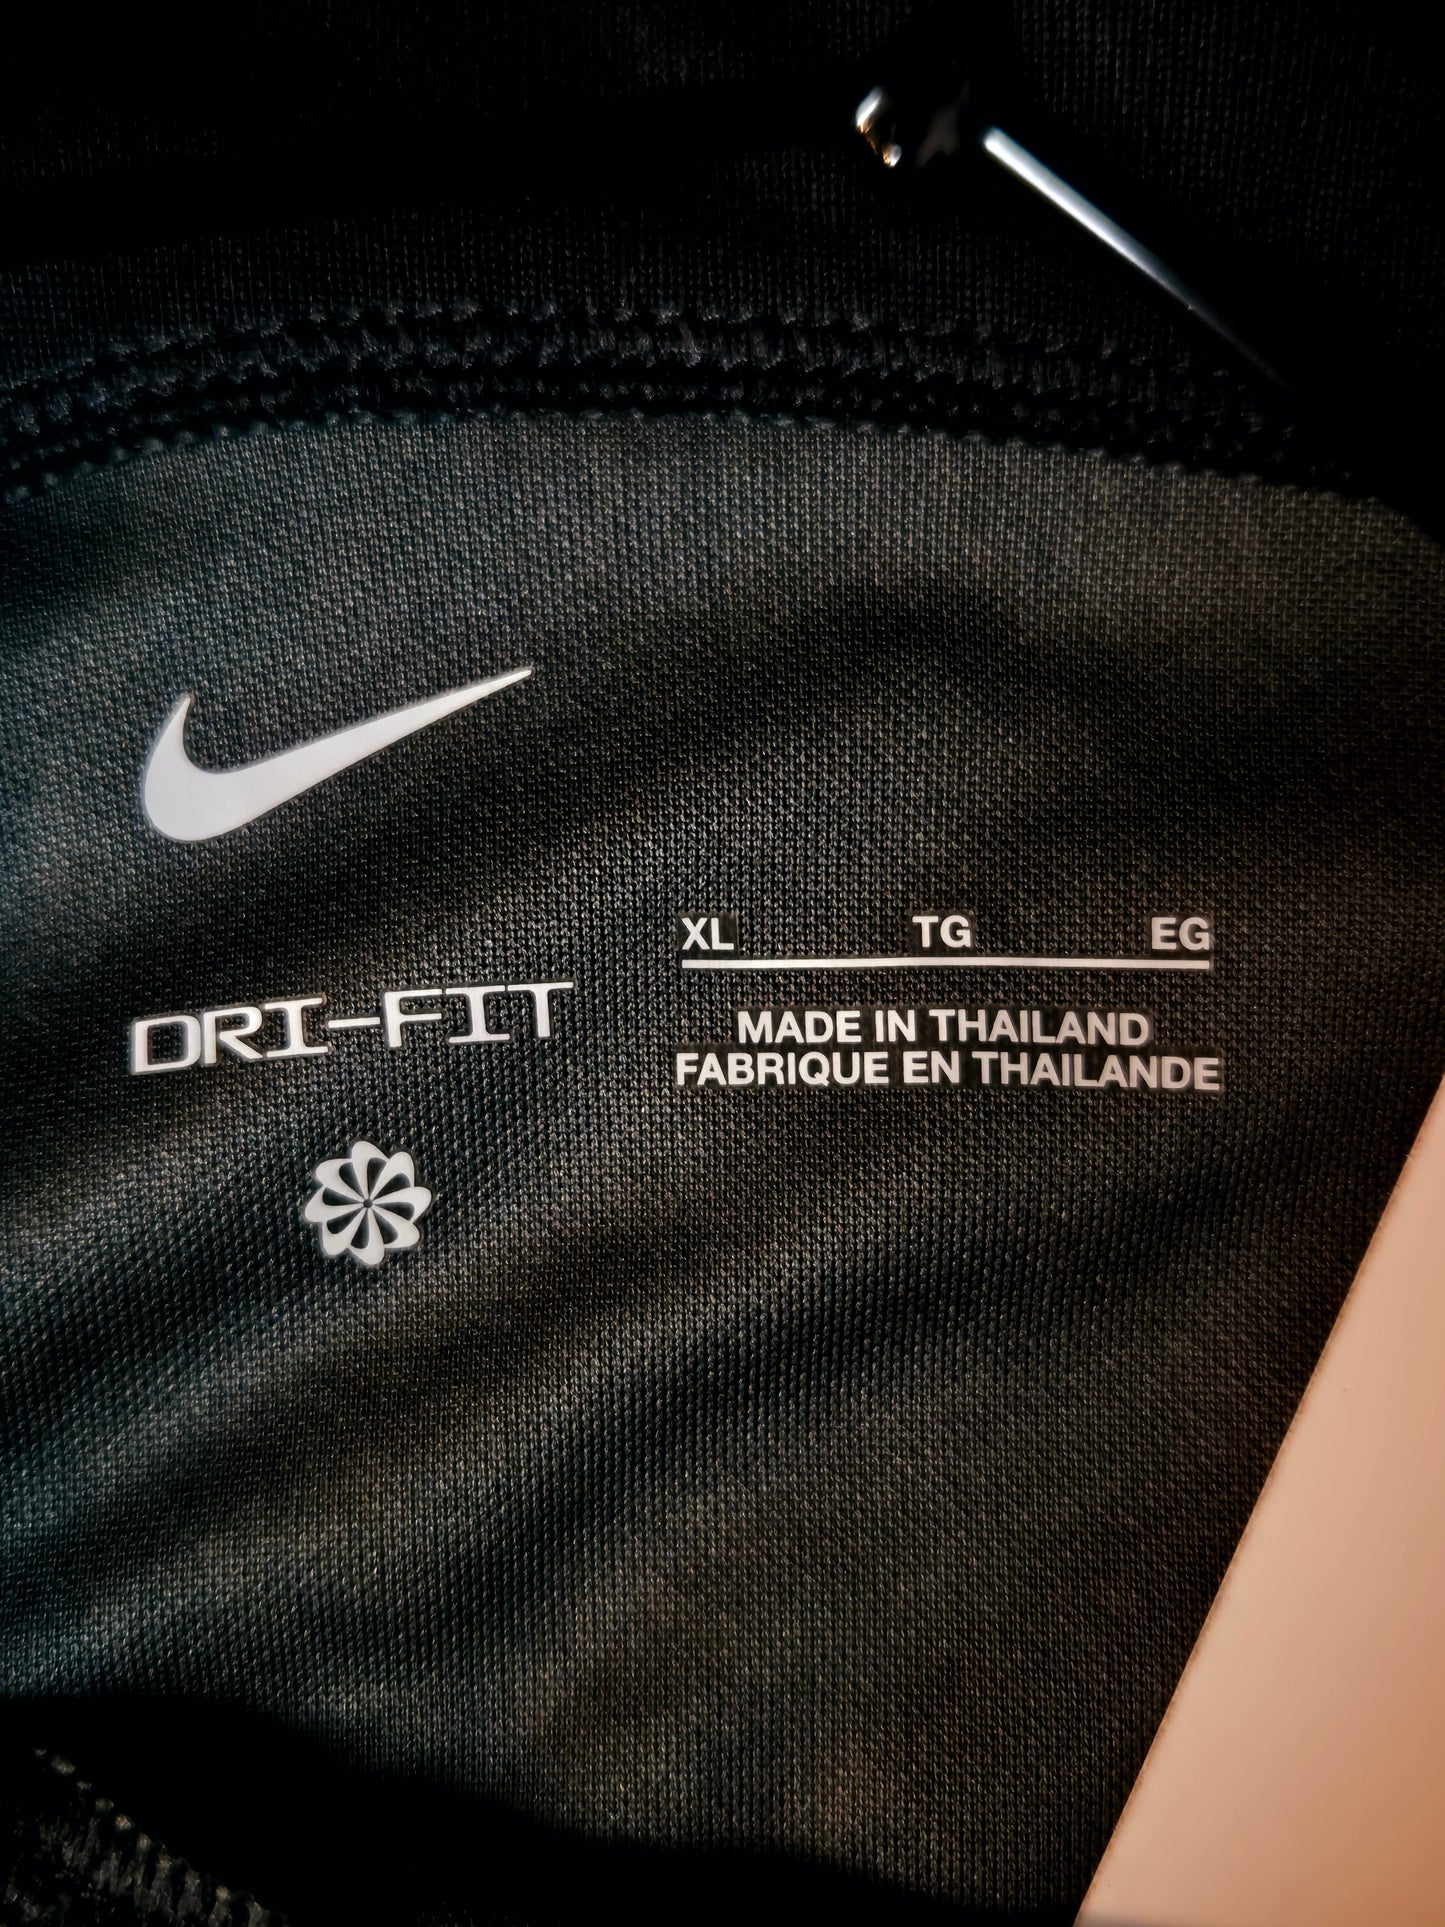 DRI-FIT
XL TG EG
MADE IN THAILAND
FABRIQUE EN THAILANDE